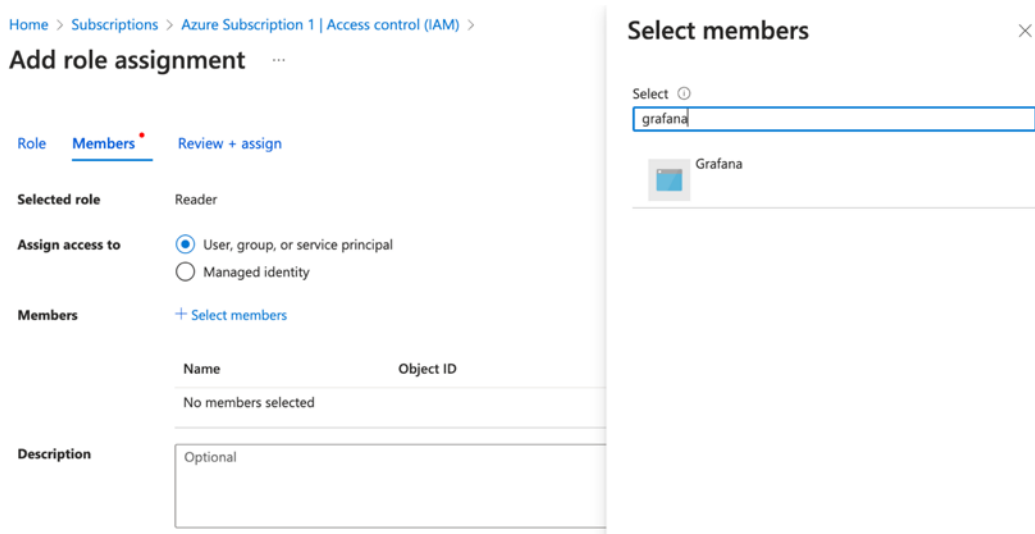 Home > Subscriptions > Azure Subscription 1 | Access control (IAM) >
Add role assignment ...
Role Members Review + assign
Selected role Reader
Assign access to User, group, or service principal
Managed identity
Members + Select members
Name Object ID
No members selected
Description Optional
Select members
Select
grafana
Grafana